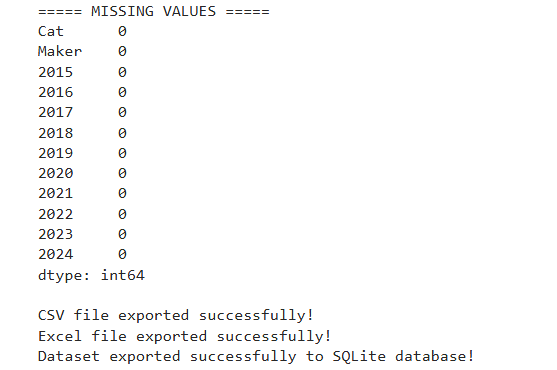 ===== MISSING VALUES =====
Cat 0
Maker 0
2015 0
2016 0
2017 0
2018 0
2019 0
2020 0
2021 0
2022 0
2023 0
2024 0
dtype: int64
CSV file exported successfully!
Excel file exported successfully!
Dataset exported successfully to SQLite database!